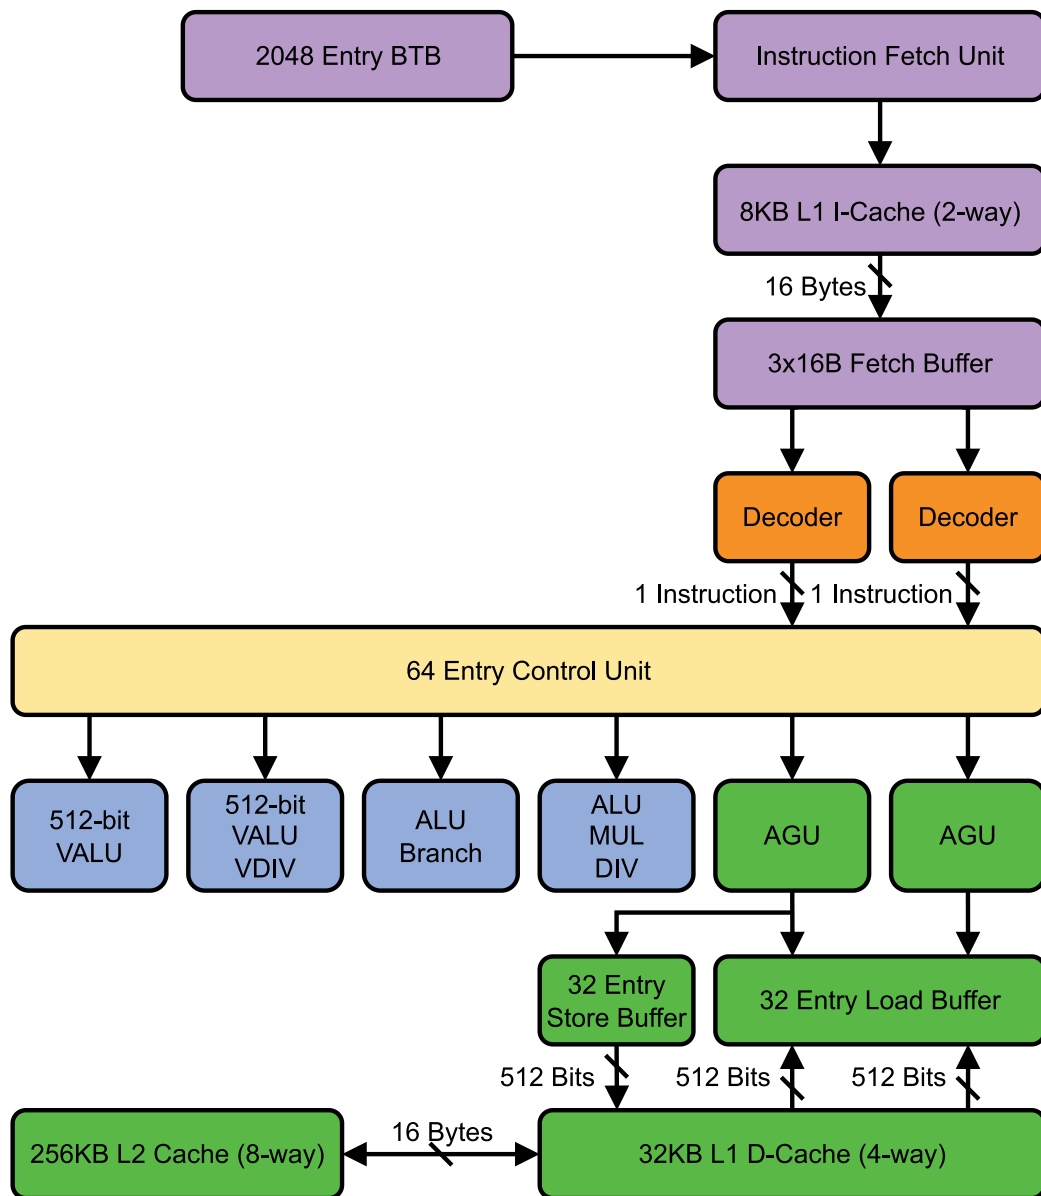 2048 Entry BTB
Instruction Fetch Unit
8KB L1 I-Cache (2-way)
16 Bytes
3x16B Fetch Buffer
Decoder
Decoder
1 Instruction
1 Instruction
64 Entry Control Unit
512-bit
VALU
512-bit
VALU
VDIV
ALU
Branch
ALU
MUL
DIV
AGU
AGU
32 Entry
Store Buffer
32 Entry Load Buffer
512 Bits
512 Bits
512 Bits
256KB L2 Cache (8-way)
16 Bytes
32KB L1 D-Cache (4-way)